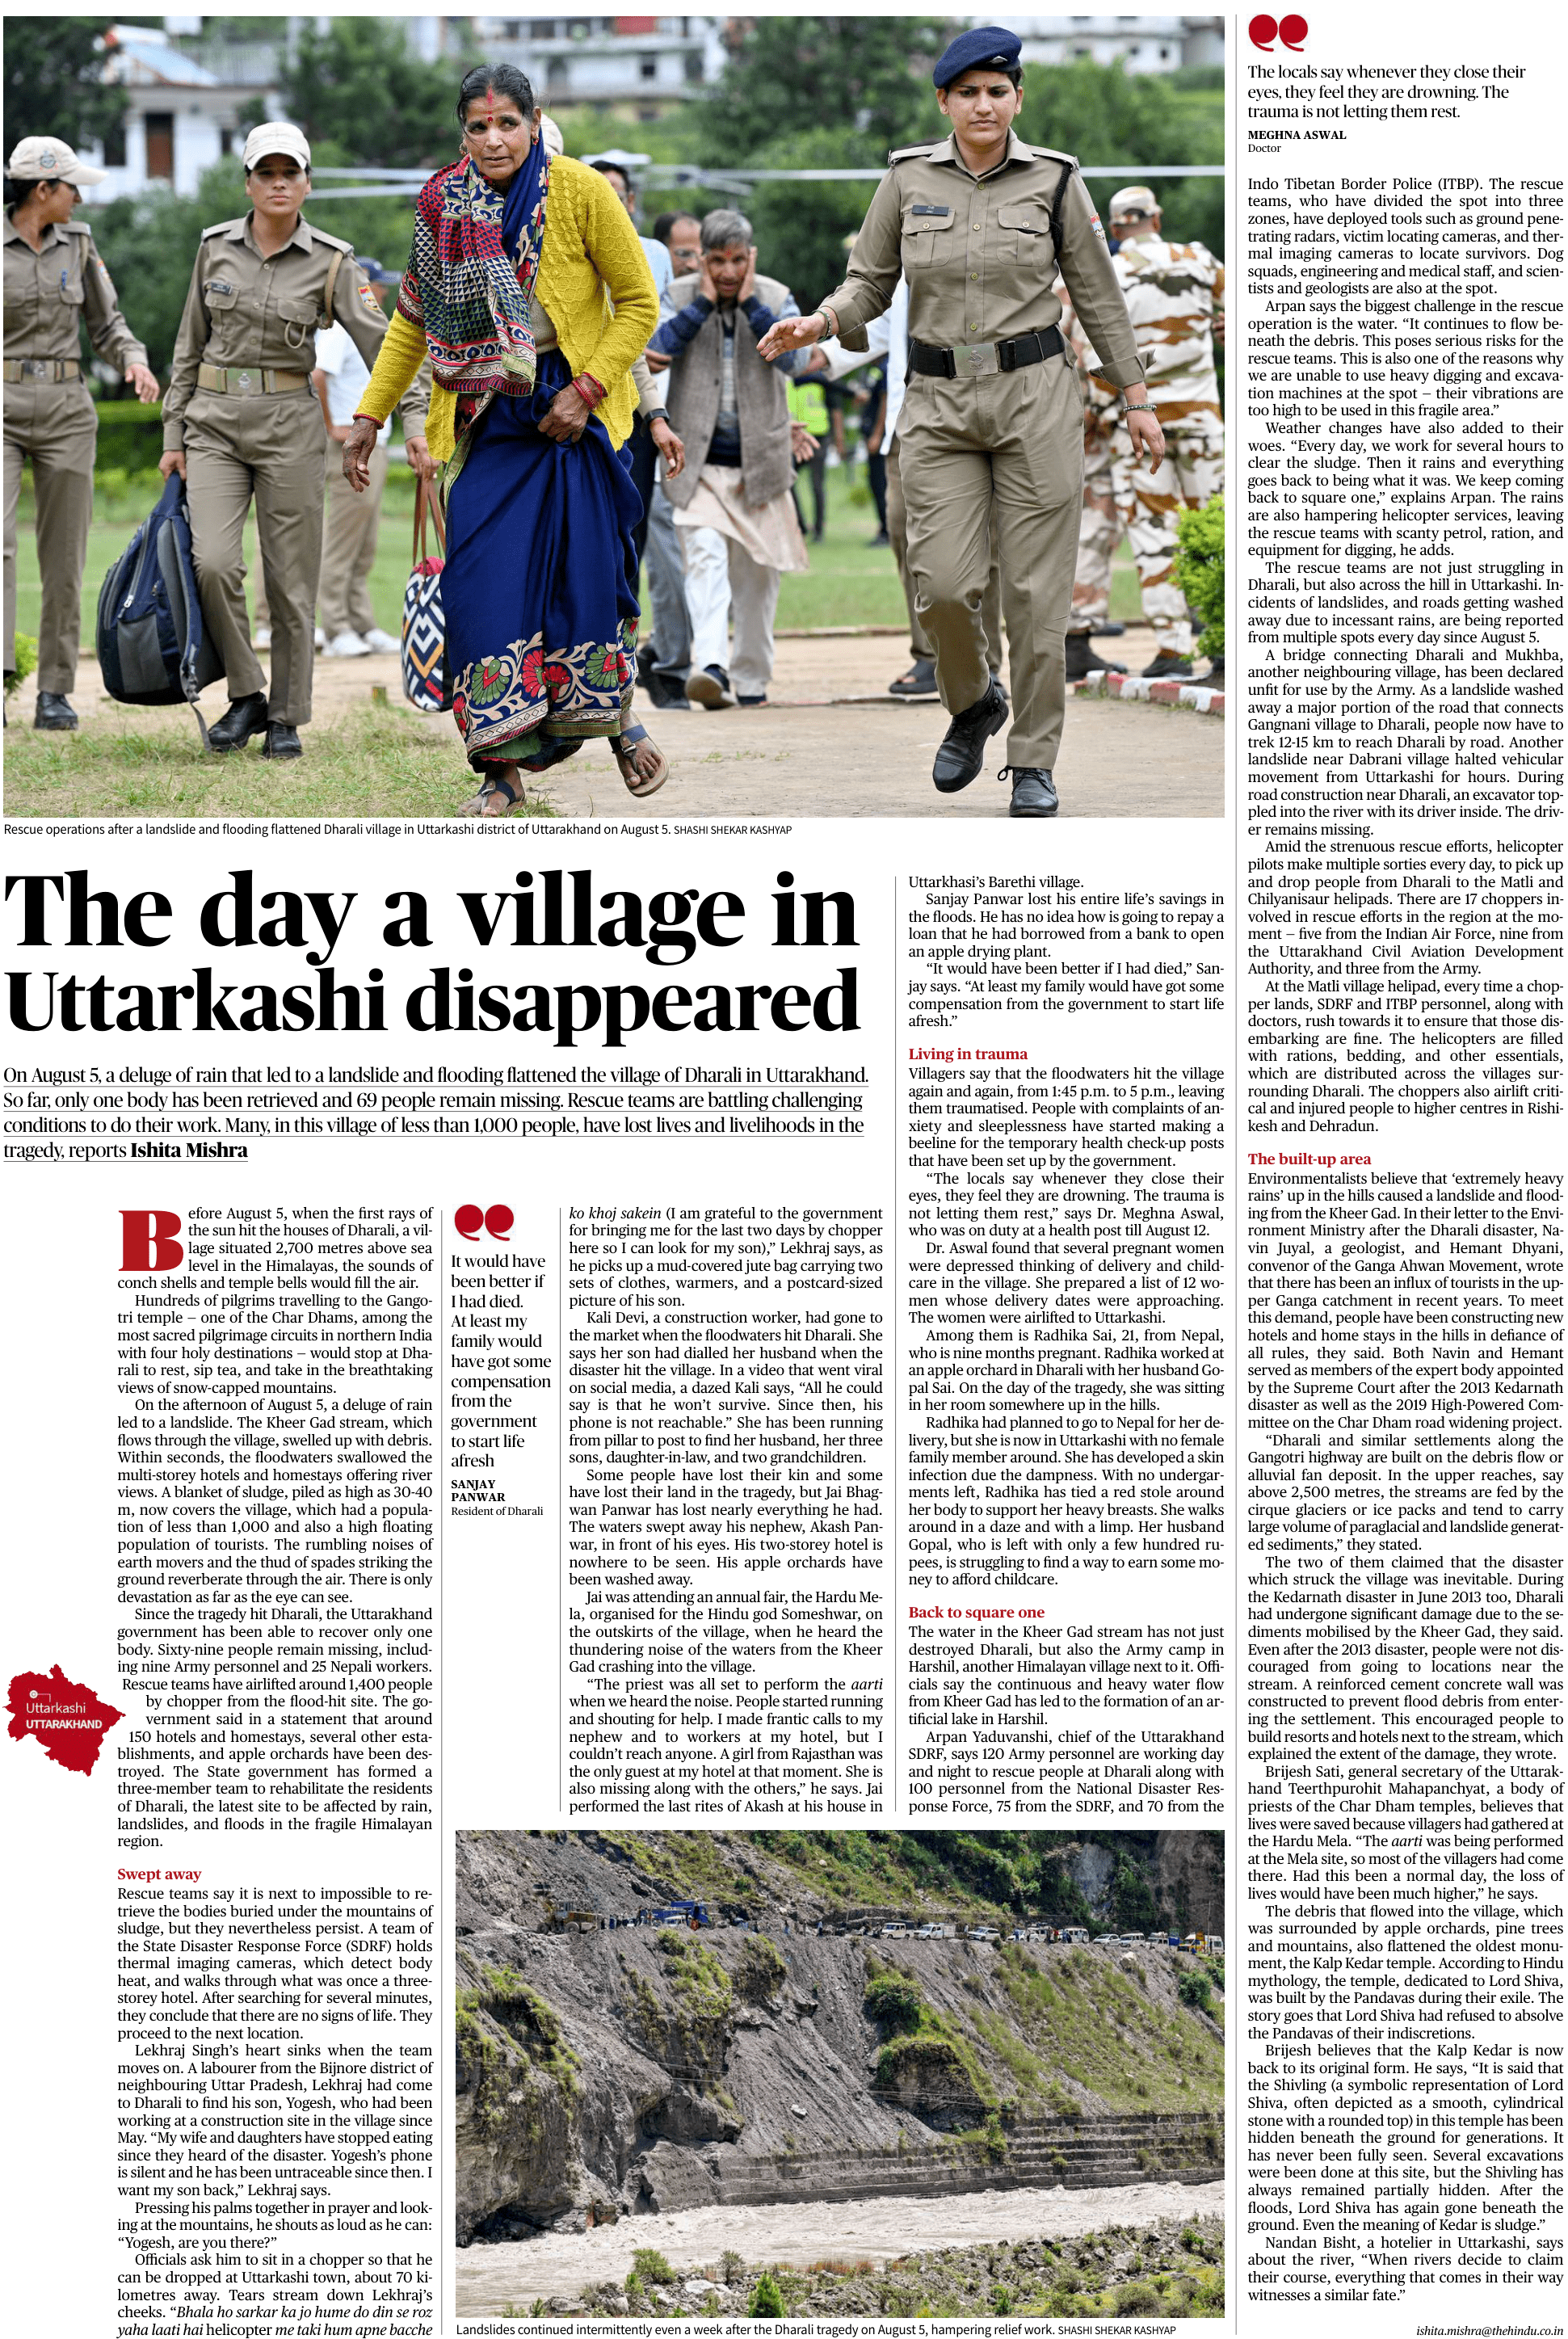 Rescue operations after a landslide and flooding flattened Dharali village in Uttarkashi district of Uttarakhand on August 5. SHASHI SHEKAR KASHYAP
The day a village in
Uttarkashi disappeared
On August 5, a deluge of rain that led to a landslide and flooding flattened the village of Dharali in Uttarakhand.
So far, only one body has been retrieved and 69 people remain missing. Rescue teams are battling challenging
conditions to do their work. Many, in this village of less than 1,000 people, have lost lives and livelihoods in the
tragedy, reports Ishita Mishra
Before August 5, when the first rays of
the sun hit the houses of Dharali, a vil-
lage situated 2,700 metres above sea
level in the Himalayas, the sounds of
conch shells and temple bells would fill the air.
Hundreds of pilgrims travelling to the Gango-
tri temple – one of the Char Dhams, among the
most sacred pilgrimage circuits in northern India
with four holy destinations – would stop at Dha-
rali to rest, sip tea, and take in the breathtaking
views of snow-capped mountains.
On the afternoon of August 5, a deluge of rain
led to a landslide. The Kheer Gad stream, which
flows through the village, swelled up with debris.
Within seconds, the floodwaters swallowed the
multi-storey hotels and homestays offering river
views. A blanket of sludge, piled as high as 30-40
m, now covers the village, which had a popula-
tion of less than 1,000 and also a high floating
population of tourists. The rumbling noises of
earth movers and the thud of spades striking the
ground reverberate through the air. There is only
devastation as far as the eye can see.
Since the tragedy hit Dharali, the Uttarakhand
government has been able to recover only one
body. Sixty-nine people remain missing, includ-
ing nine Army personnel and 25 Nepali workers.
Rescue teams have airlifted around 1,400 people
by chopper from the flood-hit site. The go-
vernment said in a statement that around
150 hotels and homestays, several other esta-
blishments, and apple orchards have been des-
troyed. The State government has formed a
three-member team to rehabilitate the residents
of Dharali, the latest site to be affected by rain,
landslides, and floods in the fragile Himalayan
region.
Uttarkashi
UTTARAKHAND
Swept away
Rescue teams say it is next to impossible to re-
trieve the bodies buried under the mountains of
sludge, but they nevertheless persist. A team of
the State Disaster Response Force (SDRF) holds
thermal imaging cameras, which detect body
heat, and walks through what was once a three-
storey hotel. After searching for several minutes,
they conclude that there are no signs of life. They
proceed to the next location.
Lekhraj Singh's heart sinks when the team
moves on. A labourer from the Bijnore district of
neighbouring Uttar Pradesh, Lekhraj had come
to Dharali to find his son, Yogesh, who had been
working at a construction site in the village since
May. “My wife and daughters have stopped eating
since they heard of the disaster. Yogesh's phone
is silent and he has been untraceable since then. I
want my son back,” Lekhraj says.
Pressing his palms together in prayer and look-
ing at the mountains, he shouts as loud as he can:
“Yogesh, are you there?”
Officials ask him to sit in a chopper so that he
can be dropped at Uttarkashi town, about 70 ki-
lometres away. Tears stream down Lekhraj's
cheeks. “Bhala ho sarkar ka jo hume do din se roz
yaha laati hai helicopter me taki hum apne bacche
It would have
been better if
I had died.
At least my
family would
have got some
compensation
from the
government
to start life
afresh
SANJAY
PANWAR
Resident of Dharali
ko khoj sakein (I am grateful to the government
for bringing me for the last two days by chopper
here so I can look for my son),” Lekhraj says, as
he picks up a mud-covered jute bag carrying two
sets of clothes, warmers, and a postcard-sized
picture of his son.
Kali Devi, a construction worker, had gone to
the market when the floodwaters hit Dharali. She
says her son had dialled her husband when the
disaster hit the village. In a video that went viral
on social media, a dazed Kali says, “All he could
say is that he won't survive. Since then, his
phone is not reachable.” She has been running
from pillar to post to find her husband, her three
sons, daughter-in-law, and two grandchildren.
Some people have lost their kin and some
have lost their land in the tragedy, but Jai Bhag-
wan Panwar has lost nearly everything he had.
The waters swept away his nephew, Akash Pan-
war, in front of his eyes. His two-storey hotel is
nowhere to be seen. His apple orchards have
been washed away.
Jai was attending an annual fair, the Hardu Me-
la, organised for the Hindu god Someshwar, on
the outskirts of the village, when he heard the
thundering noise of the waters from the Kheer
Gad crashing into the village.
“The priest was all set to perform the aarti
when we heard the noise. People started running
and shouting for help. I made frantic calls to my
nephew and to workers at my hotel, but I
couldn't reach anyone. A girl from Rajasthan was
the only guest at my hotel at that moment. She is
also missing along with the others,” he says. Jai
performed the last rites of Akash at his house in
Uttarkhasi's Barethi village.
Sanjay Panwar lost his entire life's savings in
the floods. He has no idea how is going to repay a
loan that he had borrowed from a bank to open
an apple drying plant.
“It would have been better if I had died,” San-
jay says. “At least my family would have got some
compensation from the government to start life
afresh.”
Living in trauma
Villagers say that the floodwaters hit the village
again and again, from 1:45 p.m. to 5 p.m., leaving
them traumatised. People with complaints of an-
xiety and sleeplessness have started making a
beeline for the temporary health check-up posts
that have been set up by the government.
“The locals say whenever they close their
eyes, they feel they are drowning. The trauma is
not letting them rest,” says Dr. Meghna Aswal,
who was on duty at a health post till August 12.
Dr. Aswal found that several pregnant women
were depressed thinking of delivery and child-
care in the village. She prepared a list of 12 wo-
men whose delivery dates were approaching.
The women were airlifted to Uttarkashi.
Among them is Radhika Sai, 21, from Nepal,
who is nine months pregnant. Radhika worked at
an apple orchard in Dharali with her husband Go-
pal Sai. On the day of the tragedy, she was sitting
in her room somewhere up in the hills.
Radhika had planned to go to Nepal for her de-
livery, but she is now in Uttarkashi with no female
family member around. She has developed a skin
infection due the dampness. With no undergar-
ments left, Radhika has tied a red stole around
her body to support her heavy breasts. She walks
around in a daze and with a limp. Her husband
Gopal, who is left with only a few hundred ru-
pees, is struggling to find a way to earn some mo-
ney to afford childcare.
Back to square one
The water in the Kheer Gad stream has not just
destroyed Dharali, but also the Army camp in
Harshil, another Himalayan village next to it. Offi-
cials say the continuous and heavy water flow
from Kheer Gad has led to the formation of an ar-
tificial lake in Harshil.
Arpan Yaduvanshi, chief of the Uttarakhand
SDRF, says 120 Army personnel are working day
and night to rescue people at Dharali along with
100 personnel from the National Disaster Res-
ponse Force, 75 from the SDRF, and 70 from the
Landslides continued intermittently even a week after the Dharali tragedy on August 5, hampering relief work. SHASHI SHEKAR KASHYAP
The locals say whenever they close their
eyes, they feel they are drowning. The
trauma is not letting them rest.
MEGHNA ASWAL
Doctor
Indo Tibetan Border Police (ITBP). The rescue
teams, who have divided the spot into three
zones, have deployed tools such as ground pene-
trating radars, victim locating cameras, and ther-
mal imaging cameras to locate survivors. Dog
squads, engineering and medical staff, and scien-
tists and geologists are also at the spot.
Arpan says the biggest challenge in the rescue
operation is the water. “It continues to flow be-
neath the debris. This poses serious risks for the
rescue teams. This is also one of the reasons why
we are unable to use heavy digging and excava-
tion machines at the spot – their vibrations are
too high to be used in this fragile area.”
Weather changes have also added to their
woes. “Every day, we work for several hours to
clear the sludge. Then it rains and everything
goes back to being what it was. We keep coming
back to square one,” explains Arpan. The rains
are also hampering helicopter services, leaving
the rescue teams with scanty petrol, ration, and
equipment for digging, he adds.
The rescue teams are not just struggling in
Dharali, but also across the hill in Uttarkashi. In-
cidents of landslides, and roads getting washed
away due to incessant rains, are being reported
from multiple spots every day since August 5.
A bridge connecting Dharali and Mukhba,
another neighbouring village, has been declared
unfit for use by the Army. As a landslide washed
away a major portion of the road that connects
Gangnani village to Dharali, people now have to
trek 12-15 km to reach Dharali by road. Another
landslide near Dabrani village halted vehicular
movement from Uttarkashi for hours. During
road construction near Dharali, an excavator top-
pled into the river with its driver inside. The driv-
er remains missing.
Amid the strenuous rescue efforts, helicopter
pilots make multiple sorties every day, to pick up
and drop people from Dharali to the Matli and
Chilyanisaur helipads. There are 17 choppers in-
volved in rescue efforts in the region at the mo-
ment – five from the Indian Air Force, nine from
the Uttarakhand Civil Aviation Development
Authority, and three from the Army.
At the Matli village helipad, every time a chop-
per lands, SDRF and ITBP personnel, along with
doctors, rush towards it to ensure that those dis-
embarking are fine. The helicopters are filled
with rations, bedding, and other essentials,
which are distributed across the villages sur-
rounding Dharali. The choppers also airlift criti-
cal and injured people to higher centres in Rishi-
kesh and Dehradun.
The built-up area
Environmentalists believe that ‘extremely heavy
rains’ up in the hills caused a landslide and flood-
ing from the Kheer Gad. In their letter to the Envi-
ronment Ministry after the Dharali disaster, Na-
vin Juyal, a geologist, and Hemant Dhyani,
convenor of the Ganga Ahwan Movement, wrote
that there has been an influx of tourists in the up-
per Ganga catchment in recent years. To meet
this demand, people have been constructing new
hotels and home stays in the hills in defiance of
all rules, they said. Both Navin and Hemant
served as members of the expert body appointed
by the Supreme Court after the 2013 Kedarnath
disaster as well as the 2019 High-Powered Com-
mittee on the Char Dham road widening project.
“Dharali and similar settlements along the
Gangotri highway are built on the debris flow or
alluvial fan deposit. In the upper reaches, say
above 2,500 metres, the streams are fed by the
cirque glaciers or ice packs and tend to carry
large volume of paraglacial and landslide generat-
ed sediments,” they stated.
The two of them claimed that the disaster
which struck the village was inevitable. During
the Kedarnath disaster in June 2013 too, Dharali
had undergone significant damage due to the se-
diments mobilised by the Kheer Gad, they said.
Even after the 2013 disaster, people were not dis-
couraged from going to locations near the
stream. A reinforced cement concrete wall was
constructed to prevent flood debris from enter-
ing the settlement. This encouraged people to
build resorts and hotels next to the stream, which
explained the extent of the damage, they wrote.
Brijesh Sati, general secretary of the Uttarak-
hand Teerthpurohit Mahapanchyat, a body of
priests of the Char Dham temples, believes that
lives were saved because villagers had gathered at
the Hardu Mela. “The aarti was being performed
at the Mela site, so most of the villagers had come
there. Had this been a normal day, the loss of
lives would have been much higher,” he says.
The debris that flowed into the village, which
was surrounded by apple orchards, pine trees
and mountains, also flattened the oldest monu-
ment, the Kalp Kedar temple. According to Hindu
mythology, the temple, dedicated to Lord Shiva,
was built by the Pandavas during their exile. The
story goes that Lord Shiva had refused to absolve
the Pandavas of their indiscretions.
Brijesh believes that the Kalp Kedar is now
back to its original form. He says, “It is said that
the Shivling (a symbolic representation of Lord
Shiva, often depicted as a smooth, cylindrical
stone with a rounded top) in this temple has been
hidden beneath the ground for generations. It
has never been fully seen. Several excavations
were been done at this site, but the Shivling has
always remained partially hidden. After the
floods, Lord Shiva has again gone beneath the
ground. Even the meaning of Kedar is sludge.”
Nandan Bisht, a hotelier in Uttarkashi, says
about the river, “When rivers decide to claim
their course, everything that comes in their way
witnesses a similar fate.”
ishita.mishra@thehindu.co.in